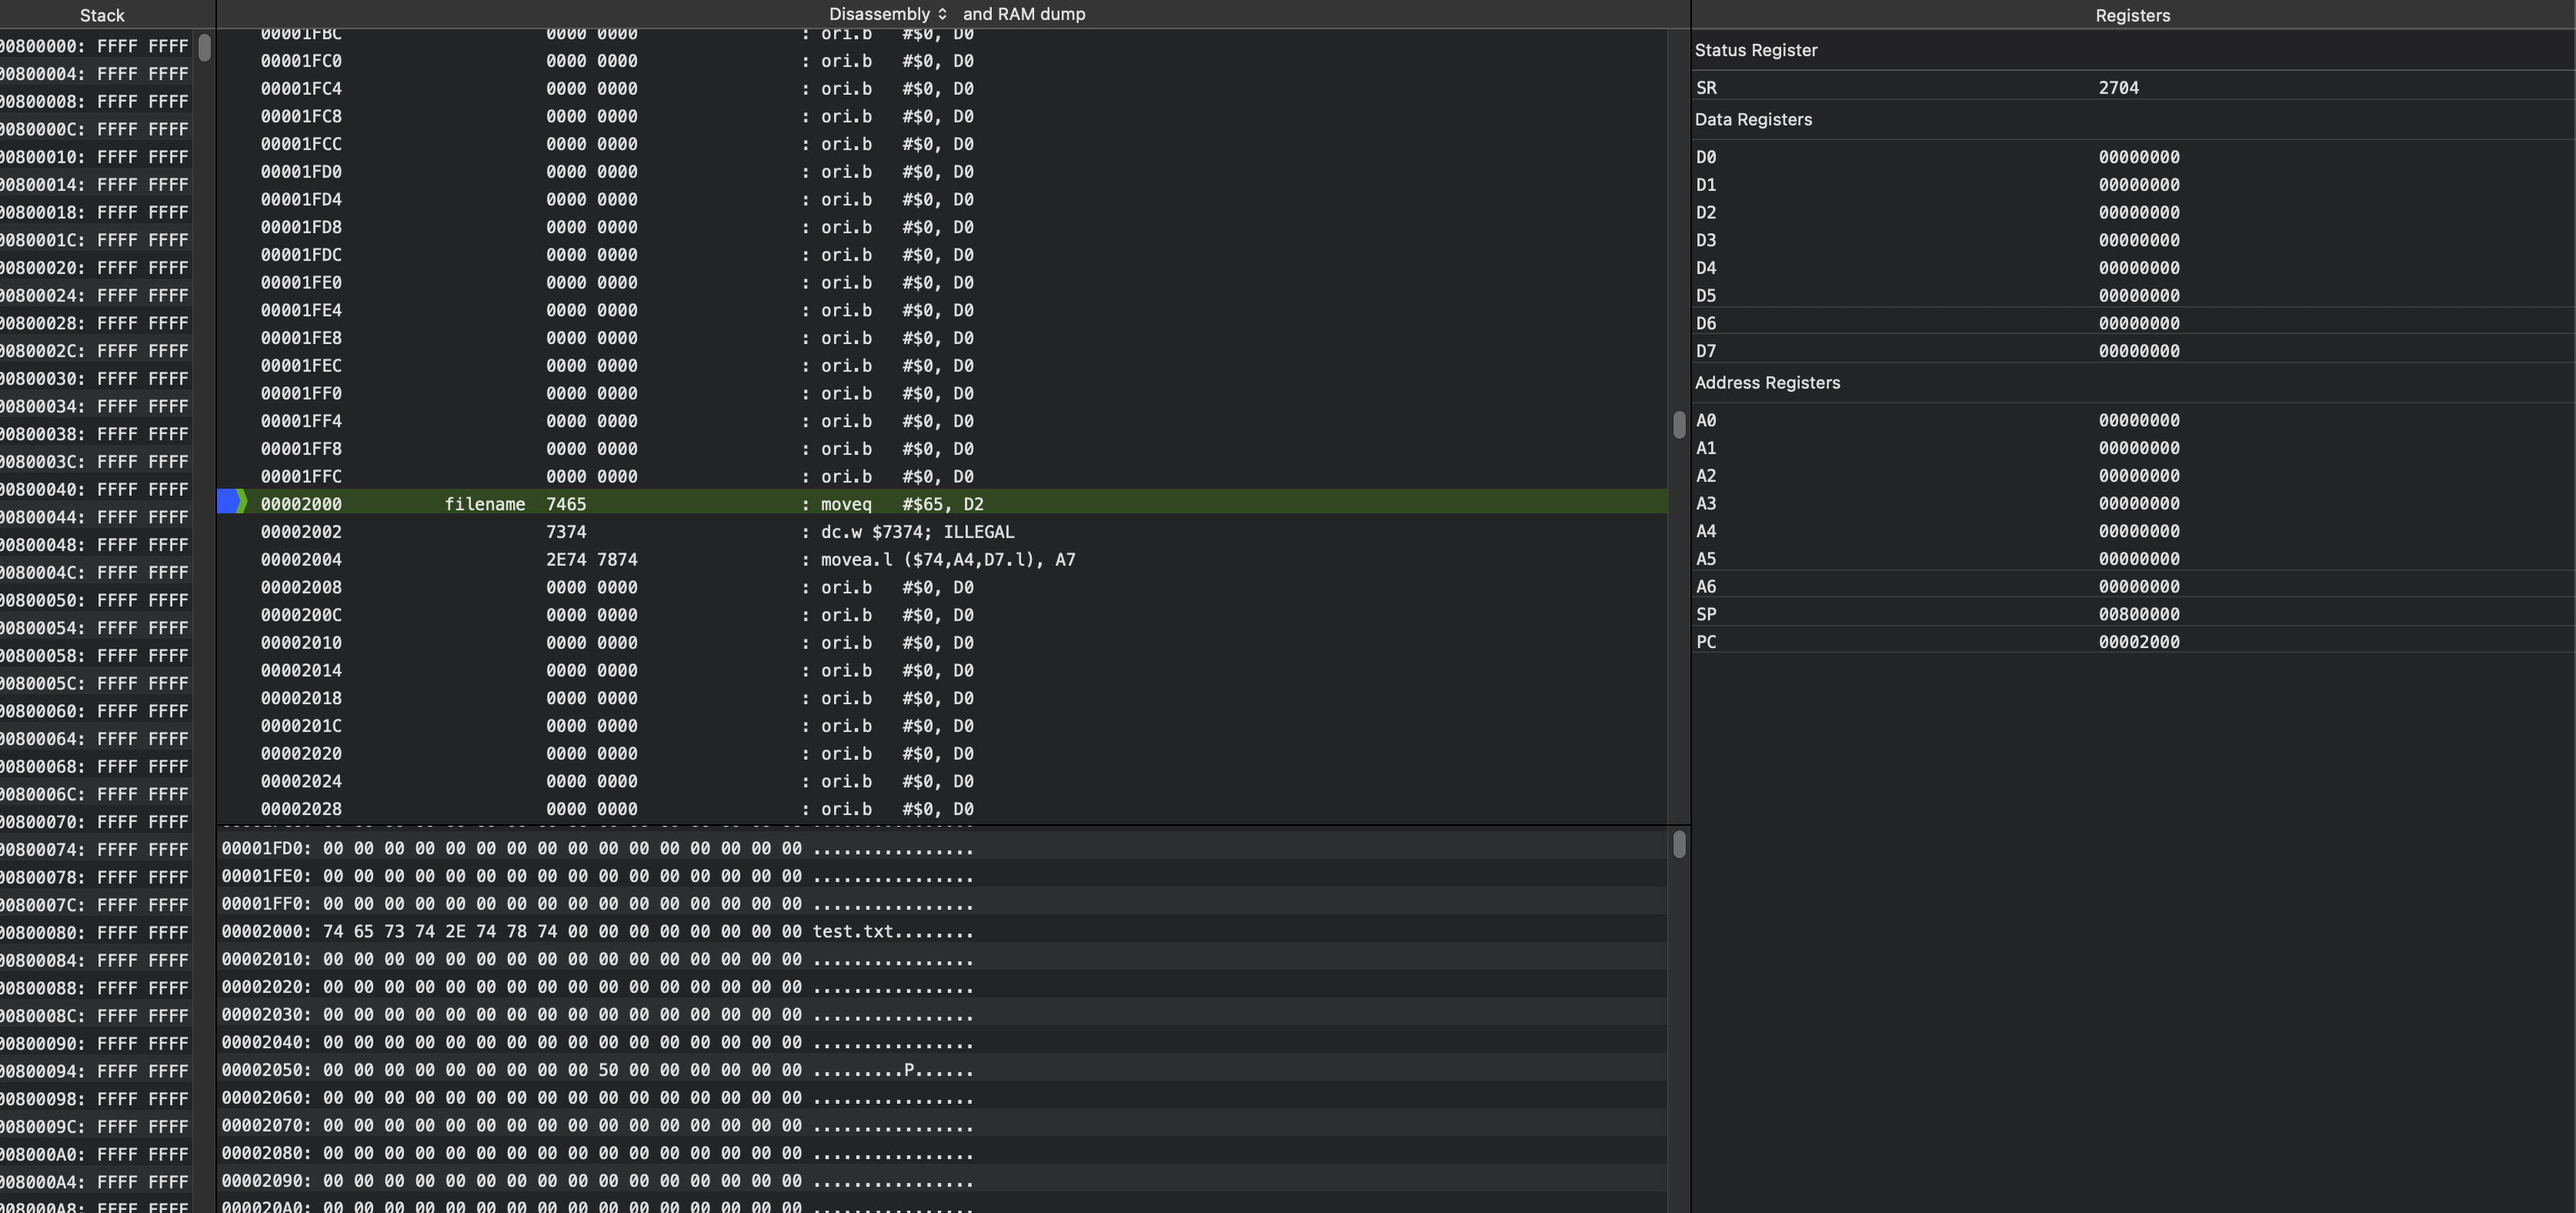 Stack
00800000: FFFF FFFF
00800004: FFFF FFFF
00800008: FFFF FFFF
0080000C: FFFF FFFF
00800010: FFFF FFFF
00800014: FFFF FFFF
00800018: FFFF FFFF
0080001C: FFFF FFFF
00800020: FFFF FFFF
00800024: FFFF FFFF
00800028: FFFF FFFF
0080002C: FFFF FFFF
00800030: FFFF FFFF
00800034: FFFF FFFF
00800038: FFFF FFFF
0080003C: FFFF FFFF
00800040: FFFF FFFF
00800044: FFFF FFFF
00800048: FFFF FFFF
0080004C: FFFF FFFF
00800050: FFFF FFFF
00800054: FFFF FFFF
00800058: FFFF FFFF
0080005C: FFFF FFFF
00800060: FFFF FFFF
00800064: FFFF FFFF
00800068: FFFF FFFF
0080006C: FFFF FFFF
00800070: FFFF FFFF
00800074: FFFF FFFF
00800078: FFFF FFFF
0080007C: FFFF FFFF
00800080: FFFF FFFF
00800084: FFFF FFFF
00800088: FFFF FFFF
0080008C: FFFF FFFF
00800090: FFFF FFFF
00800094: FFFF FFFF
00800098: FFFF FFFF
0080009C: FFFF FFFF
008000A0: FFFF FFFF
008000A4: FFFF FFFF
008000A8: FFFF FFFF
Disassembly and RAM dump
00001FBC 0000 0000 : ori.b #$0, D0
00001FC0 0000 0000 : ori.b #$0, D0
00001FC4 0000 0000 : ori.b #$0, D0
00001FC8 0000 0000 : ori.b #$0, D0
00001FCC 0000 0000 : ori.b #$0, D0
00001FD0 0000 0000 : ori.b #$0, D0
00001FD4 0000 0000 : ori.b #$0, D0
00001FD8 0000 0000 : ori.b #$0, D0
00001FDC 0000 0000 : ori.b #$0, D0
00001FE0 0000 0000 : ori.b #$0, D0
00001FE4 0000 0000 : ori.b #$0, D0
00001FE8 0000 0000 : ori.b #$0, D0
00001FEC 0000 0000 : ori.b #$0, D0
00001FF0 0000 0000 : ori.b #$0, D0
00001FF4 0000 0000 : ori.b #$0, D0
00001FF8 0000 0000 : ori.b #$0, D0
00001FFC 0000 0000 : ori.b #$0, D0
00002000 filename 7465 : moveq #$65, D2
00002002 7374 : dc.w $7374; ILLEGAL
00002004 2E74 7874 : movea.l ($74,A4,D7.l), A7
00002008 0000 0000 : ori.b #$0, D0
0000200C 0000 0000 : ori.b #$0, D0
00002010 0000 0000 : ori.b #$0, D0
00002014 0000 0000 : ori.b #$0, D0
00002018 0000 0000 : ori.b #$0, D0
0000201C 0000 0000 : ori.b #$0, D0
00002020 0000 0000 : ori.b #$0, D0
00002024 0000 0000 : ori.b #$0, D0
00002028 0000 0000 : ori.b #$0, D0
00001FD0: 00 00 00 00 00 00 00 00 00 00 00 00 00 00 00 00 ................
00001FE0: 00 00 00 00 00 00 00 00 00 00 00 00 00 00 00 00 ................
00001FF0: 00 00 00 00 00 00 00 00 00 00 00 00 00 00 00 00 ................
00002000: 74 65 73 74 2E 74 78 74 00 00 00 00 00 00 00 00 test.txt........
00002010: 00 00 00 00 00 00 00 00 00 00 00 00 00 00 00 00 ................
00002020: 00 00 00 00 00 00 00 00 00 00 00 00 00 00 00 00 ................
00002030: 00 00 00 00 00 00 00 00 00 00 00 00 00 00 00 00 ................
00002040: 00 00 00 00 00 00 00 00 00 00 00 00 00 00 00 00 ................
00002050: 00 00 00 00 00 00 00 00 00 50 00 00 00 00 00 00 .........P......
00002060: 00 00 00 00 00 00 00 00 00 00 00 00 00 00 00 00 ................
00002070: 00 00 00 00 00 00 00 00 00 00 00 00 00 00 00 00 ................
00002080: 00 00 00 00 00 00 00 00 00 00 00 00 00 00 00 00 ................
00002090: 00 00 00 00 00 00 00 00 00 00 00 00 00 00 00 00 ................
000020A0: 00 00 00 00 00 00 00 00 00 00 00 00 00 00 00 00 ................
Registers
Status Register
SR 2704
Data Registers
D0 00000000
D1 00000000
D2 00000000
D3 00000000
D4 00000000
D5 00000000
D6 00000000
D7 00000000
Address Registers
A0 00000000
A1 00000000
A2 00000000
A3 00000000
A4 00000000
A5 00000000
A6 00000000
SP 00800000
PC 00002000